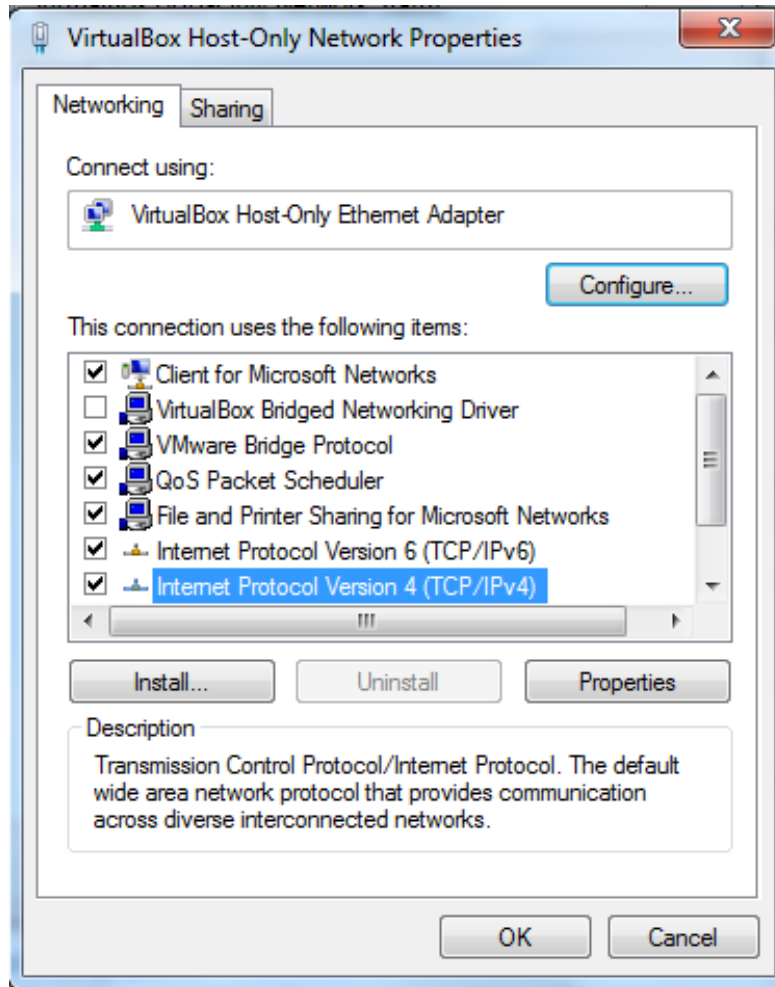 VirtualBox Host-Only Network Properties
Networking
Sharing
Connect using:
VirtualBox Host-Only Ethernet Adapter
Configure...
This connection uses the following items:
Client for Microsoft Networks
VirtualBox Bridged Networking Driver
VMware Bridge Protocol
QoS Packet Scheduler
File and Printer Sharing for Microsoft Networks
Internet Protocol Version 6 (TCP/IPv6)
Internet Protocol Version 4 (TCP/IPv4)
Install...
Uninstall
Properties
Description
Transmission Control Protocol/Internet Protocol. The default
wide area network protocol that provides communication
across diverse interconnected networks.
OK
Cancel